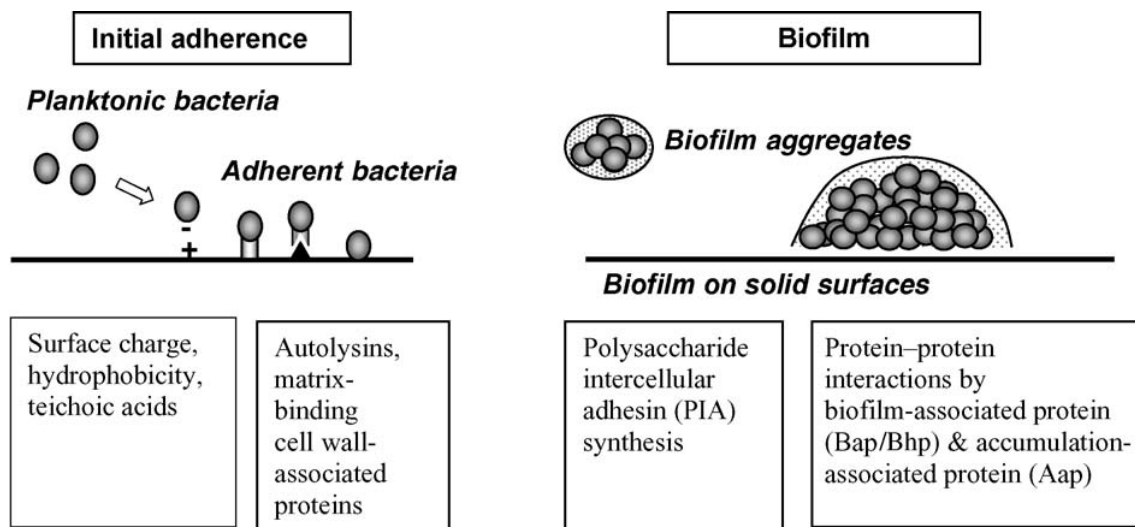 Initial adherence
Planktonic bacteria
Adherent bacteria
-
+
Surface charge,
hydrophobicity,
teichoic acids
Autolysins,
matrix-
binding
cell wall-
associated
proteins
Biofilm
Biofilm aggregates
Biofilm on solid surfaces
Polysaccharide
intercellular
adhesin (PIA)
synthesis
Protein–protein
interactions by
biofilm-associated protein
(Bap/Bhp) & accumulation-
associated protein (Aap)